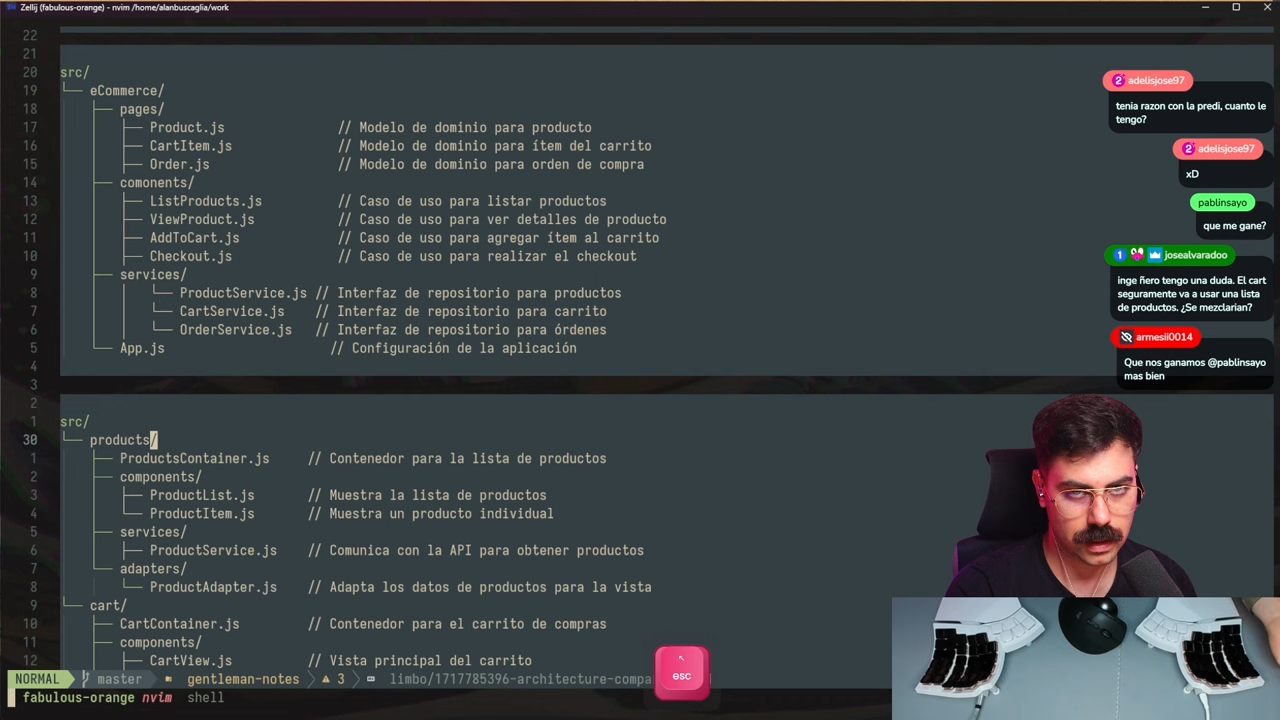 Zellij (fabulous-orange) - nvim /home/alanbuscaglia/work
22
21
20 src/
19 └── eCommerce/
18 ├── pages/
17 │ ├── Product.js // Modelo de dominio para producto
16 │ ├── CartItem.js // Modelo de dominio para ítem del carrito
15 │ ├── Order.js // Modelo de dominio para orden de compra
14 ├── comonents/
13 │ ├── ListProducts.js // Caso de uso para listar productos
12 │ ├── ViewProduct.js // Caso de uso para ver detalles de producto
11 │ ├── AddToCart.js // Caso de uso para agregar ítem al carrito
10 │ ├── Checkout.js // Caso de uso para realizar el checkout
9 ├── services/
8 │ │ └── ProductService.js // Interfaz de repositorio para productos
7 │ │ └── CartService.js // Interfaz de repositorio para carrito
6 │ │ └── OrderService.js // Interfaz de repositorio para órdenes
5 └── App.js // Configuración de la aplicación
4
3
2
1 src/
30 └── products/
1 ├── ProductsContainer.js // Contenedor para la lista de productos
2 ├── components/
3 │ ├── ProductList.js // Muestra la lista de productos
4 │ └── ProductItem.js // Muestra un producto individual
5 ├── services/
6 │ ├── ProductService.js // Comunica con la API para obtener productos
7 └── adapters/
8 └── ProductAdapter.js // Adapta los datos de productos para la vista
9 └── cart/
10 ├── CartContainer.js // Contenedor para el carrito de compras
11 ├── components/
12 │ ├── CartView.js // Vista principal del carrito
NORMAL master gentleman-notes 3 limbo/1717785396-architecture-compa
fabulous-orange nvim shell
esc
2 adelisjose97
tenia razon con la predi, cuanto le
tengo?
2 adelisjose97
xD
pablinsayo
que me gane?
1 josealvaradoo
inge ñero tengo una duda. El cart
seguramente va a usar una lista
de productos. ¿Se mezclarian?
armesii0014
Que nos ganamos @pablinsayo
mas bien